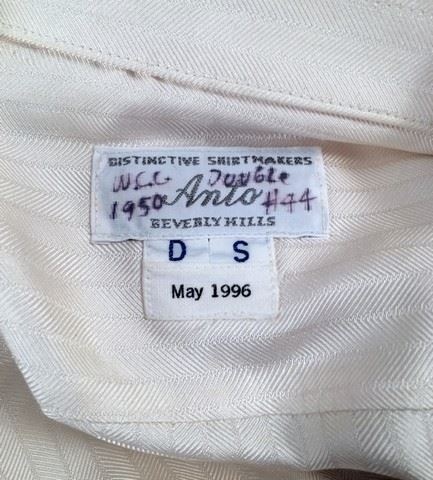 DISTINCTIVE SHIRTMAKERS
W.C.C. DOUBLE
Anto
1950 #44
BEVERLY HILLS
D S
May 1996